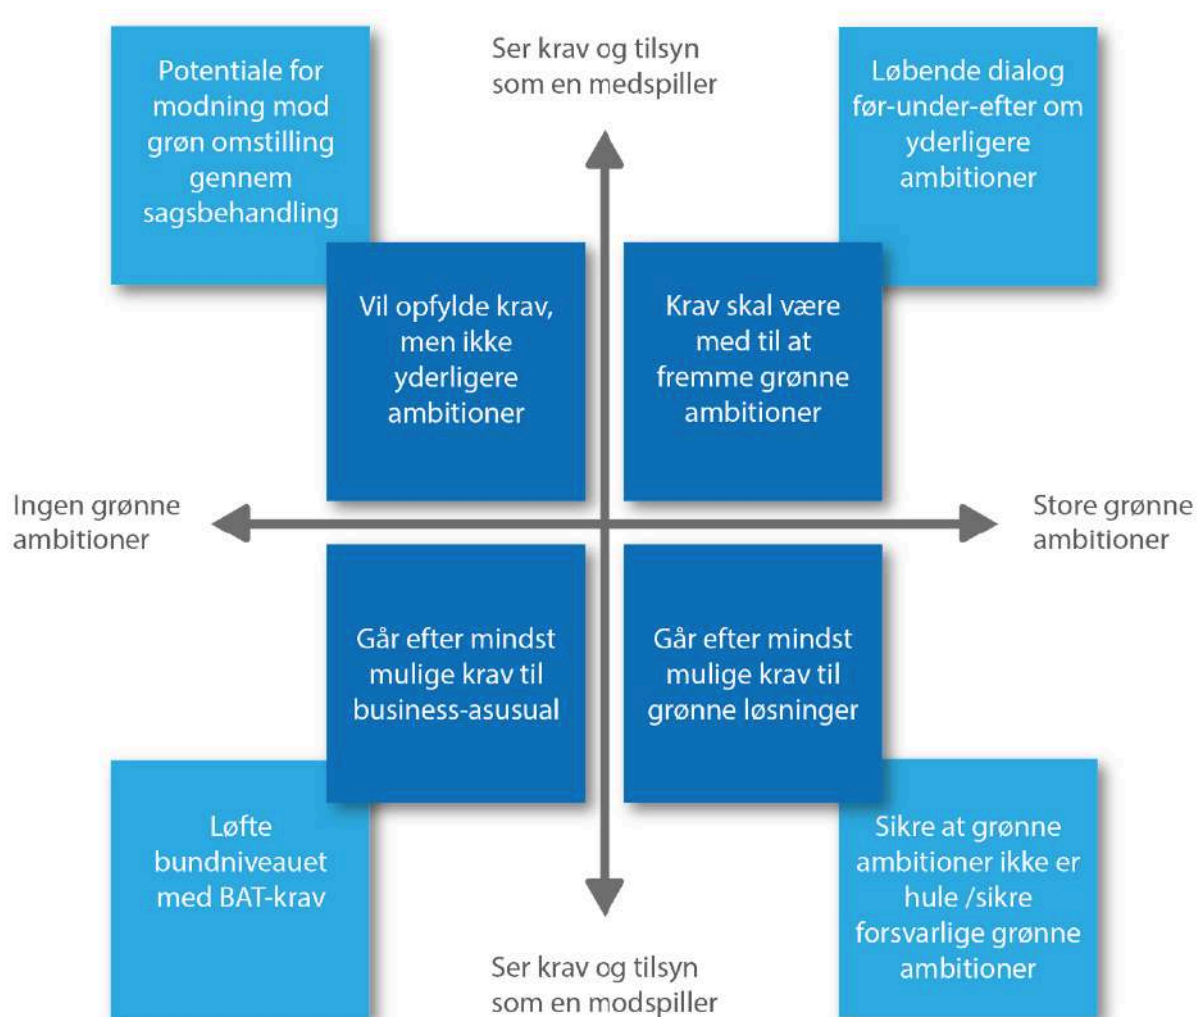 Potentiale for
modning mod
grøn omstilling
gennem
sagsbehandling
Ser krav og tilsyn
som en medspiller
Løbende dialog
før-under-efter om
yderligere
ambitioner
Vil opfylde krav,
men ikke
yderligere
ambitioner
Krav skal være
med til at
fremme grønne
ambitioner
Ingen grønne
ambitioner
Store grønne
ambitioner
Går efter mindst
mulige krav til
business-asusual
Går efter mindst
mulige krav til
grønne løsninger
Løfte
bundniveauet
med BAT-krav
Ser krav og tilsyn
som en modspiller
Sikre at grønne
ambitioner ikke er
hule /sikre
forsvarlige grønne
ambitioner